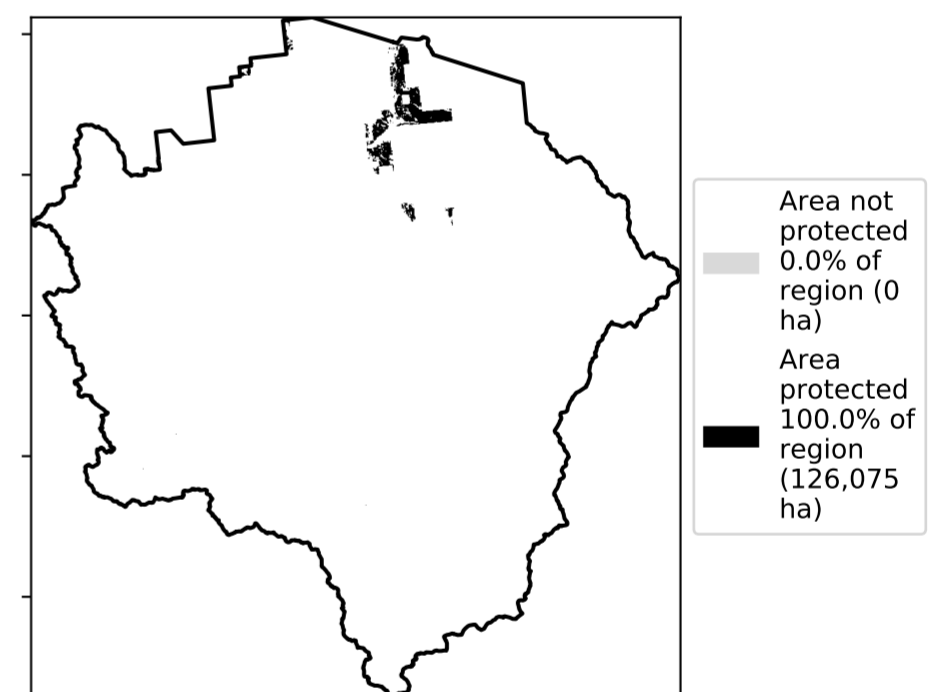 Area not
protected
0.0% of
region (0
ha)
Area
protected
100.0% of
region
(126,075
ha)